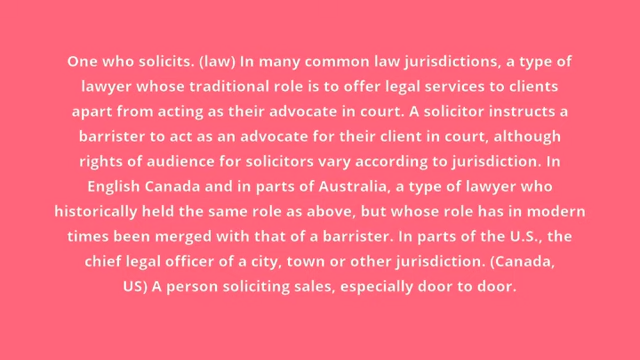 One who solicits. (law) In many common law jurisdictions, a type of
lawyer whose traditional role is to offer legal services to clients
apart from acting as their advocate in court. A solicitor instructs a
barrister to act as an advocate for their client in court, although
rights of audience for solicitors vary according to jurisdiction. In
English Canada and in parts of Australia, a type of lawyer who
historically held the same role as above, but whose role has in modern
times been merged with that of a barrister. In parts of the U.S., the
chief legal officer of a city, town or other jurisdiction. (Canada,
US) A person soliciting sales, especially door to door.